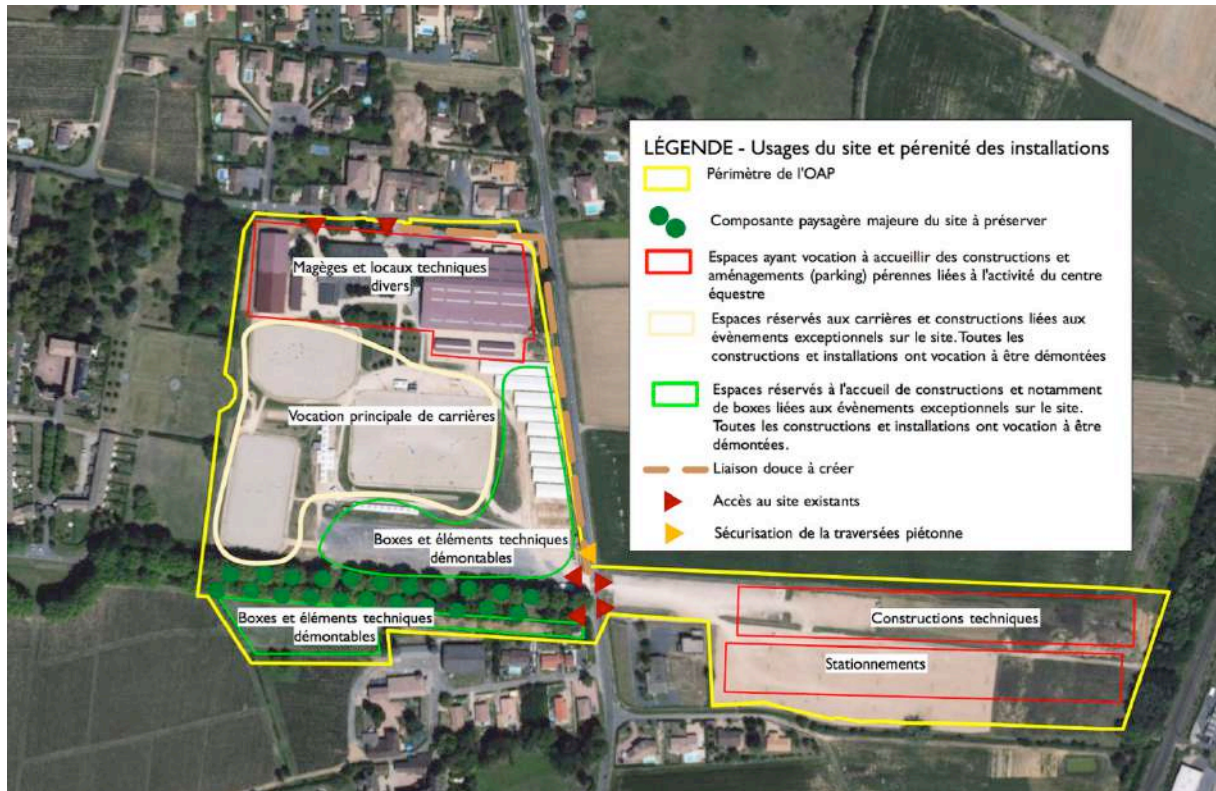 LÉGENDE - Usages du site et pérenité des installations
Périmètre de l'OAP
Composante paysagère majeure du site à préserver
Espaces ayant vocation à accueillir des constructions et
aménagements (parking) pérennes liées à l'activité du centre
équestre
Espaces réservés aux carrières et constructions liées aux
évènements exceptionnels sur le site. Toutes les
constructions et installations ont vocation à être démontées
Espaces réservés à l'accueil de constructions et notamment
de boxes liées aux évènements exceptionnels sur le site.
Toutes les constructions et installations ont vocation à être
démontées.
Liaison douce à créer
Accès au site existants
Sécurisation de la traversées piétonne
Magèges et locaux techniques
divers
Vocation principale de carrières
Boxes et éléments techniques
démontables
Boxes et éléments techniques
démontables
Constructions techniques
Stationnements